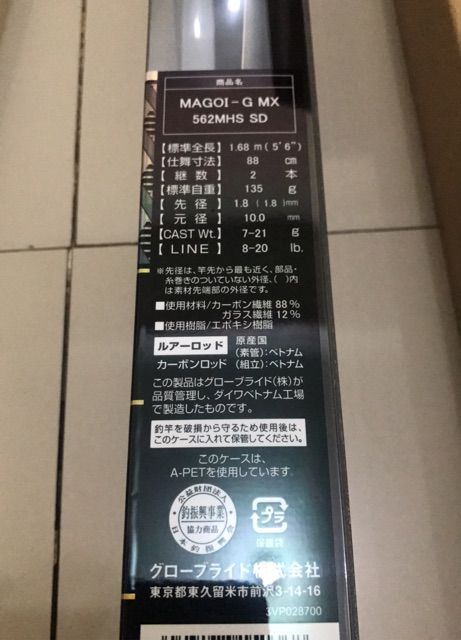 商品名
MAGOI-G MX
562MHS SD
【標準全長】 1.68 m (5'6")
【仕舞寸法】 88 cm
【継数】 2 本
【標準自重】 135 g
【先径】 1.8 (1.8)mm
【元径】 10.0 mm
【CAST Wt.】 7-21 g
【LINE】 8-20 lb.
※先径は、竿先から最も近く、部品・
糸巻きのついていない外径。( )内
は素材先端部の外径です。
■使用材料/カーボン繊維 88%
ガラス繊維 12%
■使用樹脂/エポキシ樹脂
ルアーロッド 原産国
(素管):ベトナム
カーボンロッド (組立):ベトナム
この製品はグローブライド(株)が
品質管理し、ダイワベトナム工場
で製造したものです。
釣竿を破損から守るため使用後は、
このケースに入れて保管してください。
このケースは、
A-PETを使用しています。
公益財団法人
釣振興事業
協力商品
日本釣振興会
プラ
保護袋
グローブライド株式会社
東京都東久留米市前沢3-14-16
3VP028700